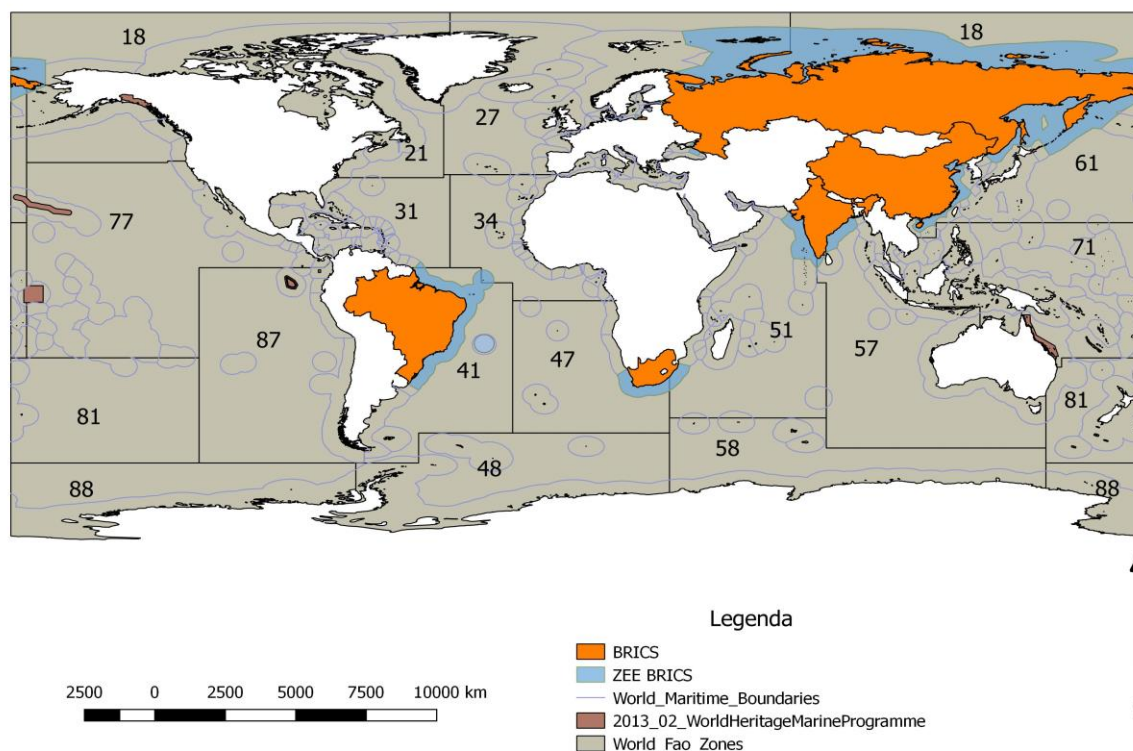 18
18
27
21
61
31
34
77
71
87
51
57
47
41
81
81
58
48
88
88
Legenda
BRICS
ZEE BRICS
World_Maritime_Boundaries
2013_02_WorldHeritageMarineProgramme
World_Fao_Zones
2500 0 2500 5000 7500 10000 km